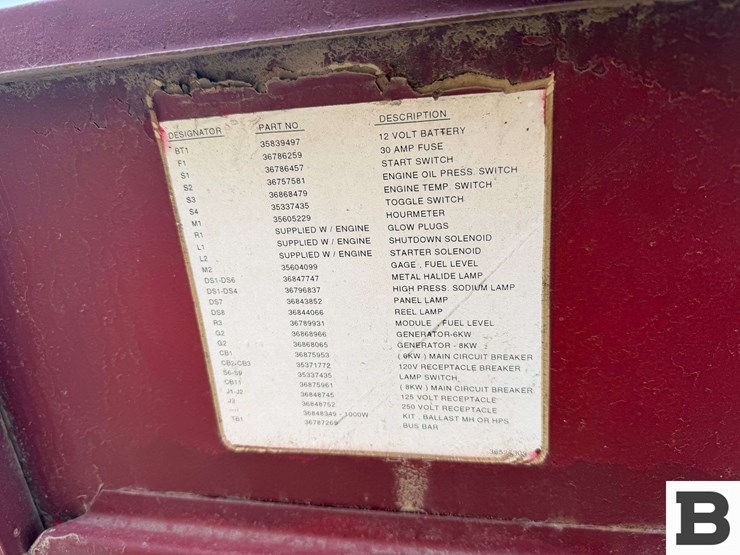 DESIGNATOR PART NO DESCRIPTION
BT1 35839497 12 VOLT BATTERY
F1 36786259 30 AMP FUSE
S1 36786457 START SWITCH
S2 36757581 ENGINE OIL PRESS. SWITCH
S3 36868479 ENGINE TEMP. SWITCH
S4 35337435 TOGGLE SWITCH
M1 35605229 HOURMETER
R1 SUPPLIED W / ENGINE GLOW PLUGS
L1 SUPPLIED W / ENGINE SHUTDOWN SOLENOID
L2 SUPPLIED W / ENGINE STARTER SOLENOID
M2 35604099 GAGE , FUEL LEVEL
DS1-DS6 36847747 METAL HALIDE LAMP
DS1-DS4 36796837 HIGH PRESS. SODIUM LAMP
DS7 36843852 PANEL LAMP
DS8 36844066 REEL LAMP
R3 36789931 MODULE , FUEL LEVEL
G2 36868966 GENERATOR-6KW
G2 36868065 GENERATOR - 8KW
CB1 36875953 ( 6KW ) MAIN CIRCUIT BREAKER
CB2-CB3 35371772 120V RECEPTACLE BREAKER
S6-S9 35337435 LAMP SWITCH
CB11 36875961 ( 8KW ) MAIN CIRCUIT BREAKER
J1-J2 36848745 125 VOLT RECEPTACLE
J3 36848752 250 VOLT RECEPTACLE
36848349 - 1000W KIT , BALLAST MH OR HPS
TB1 36787269 BUS BAR
B